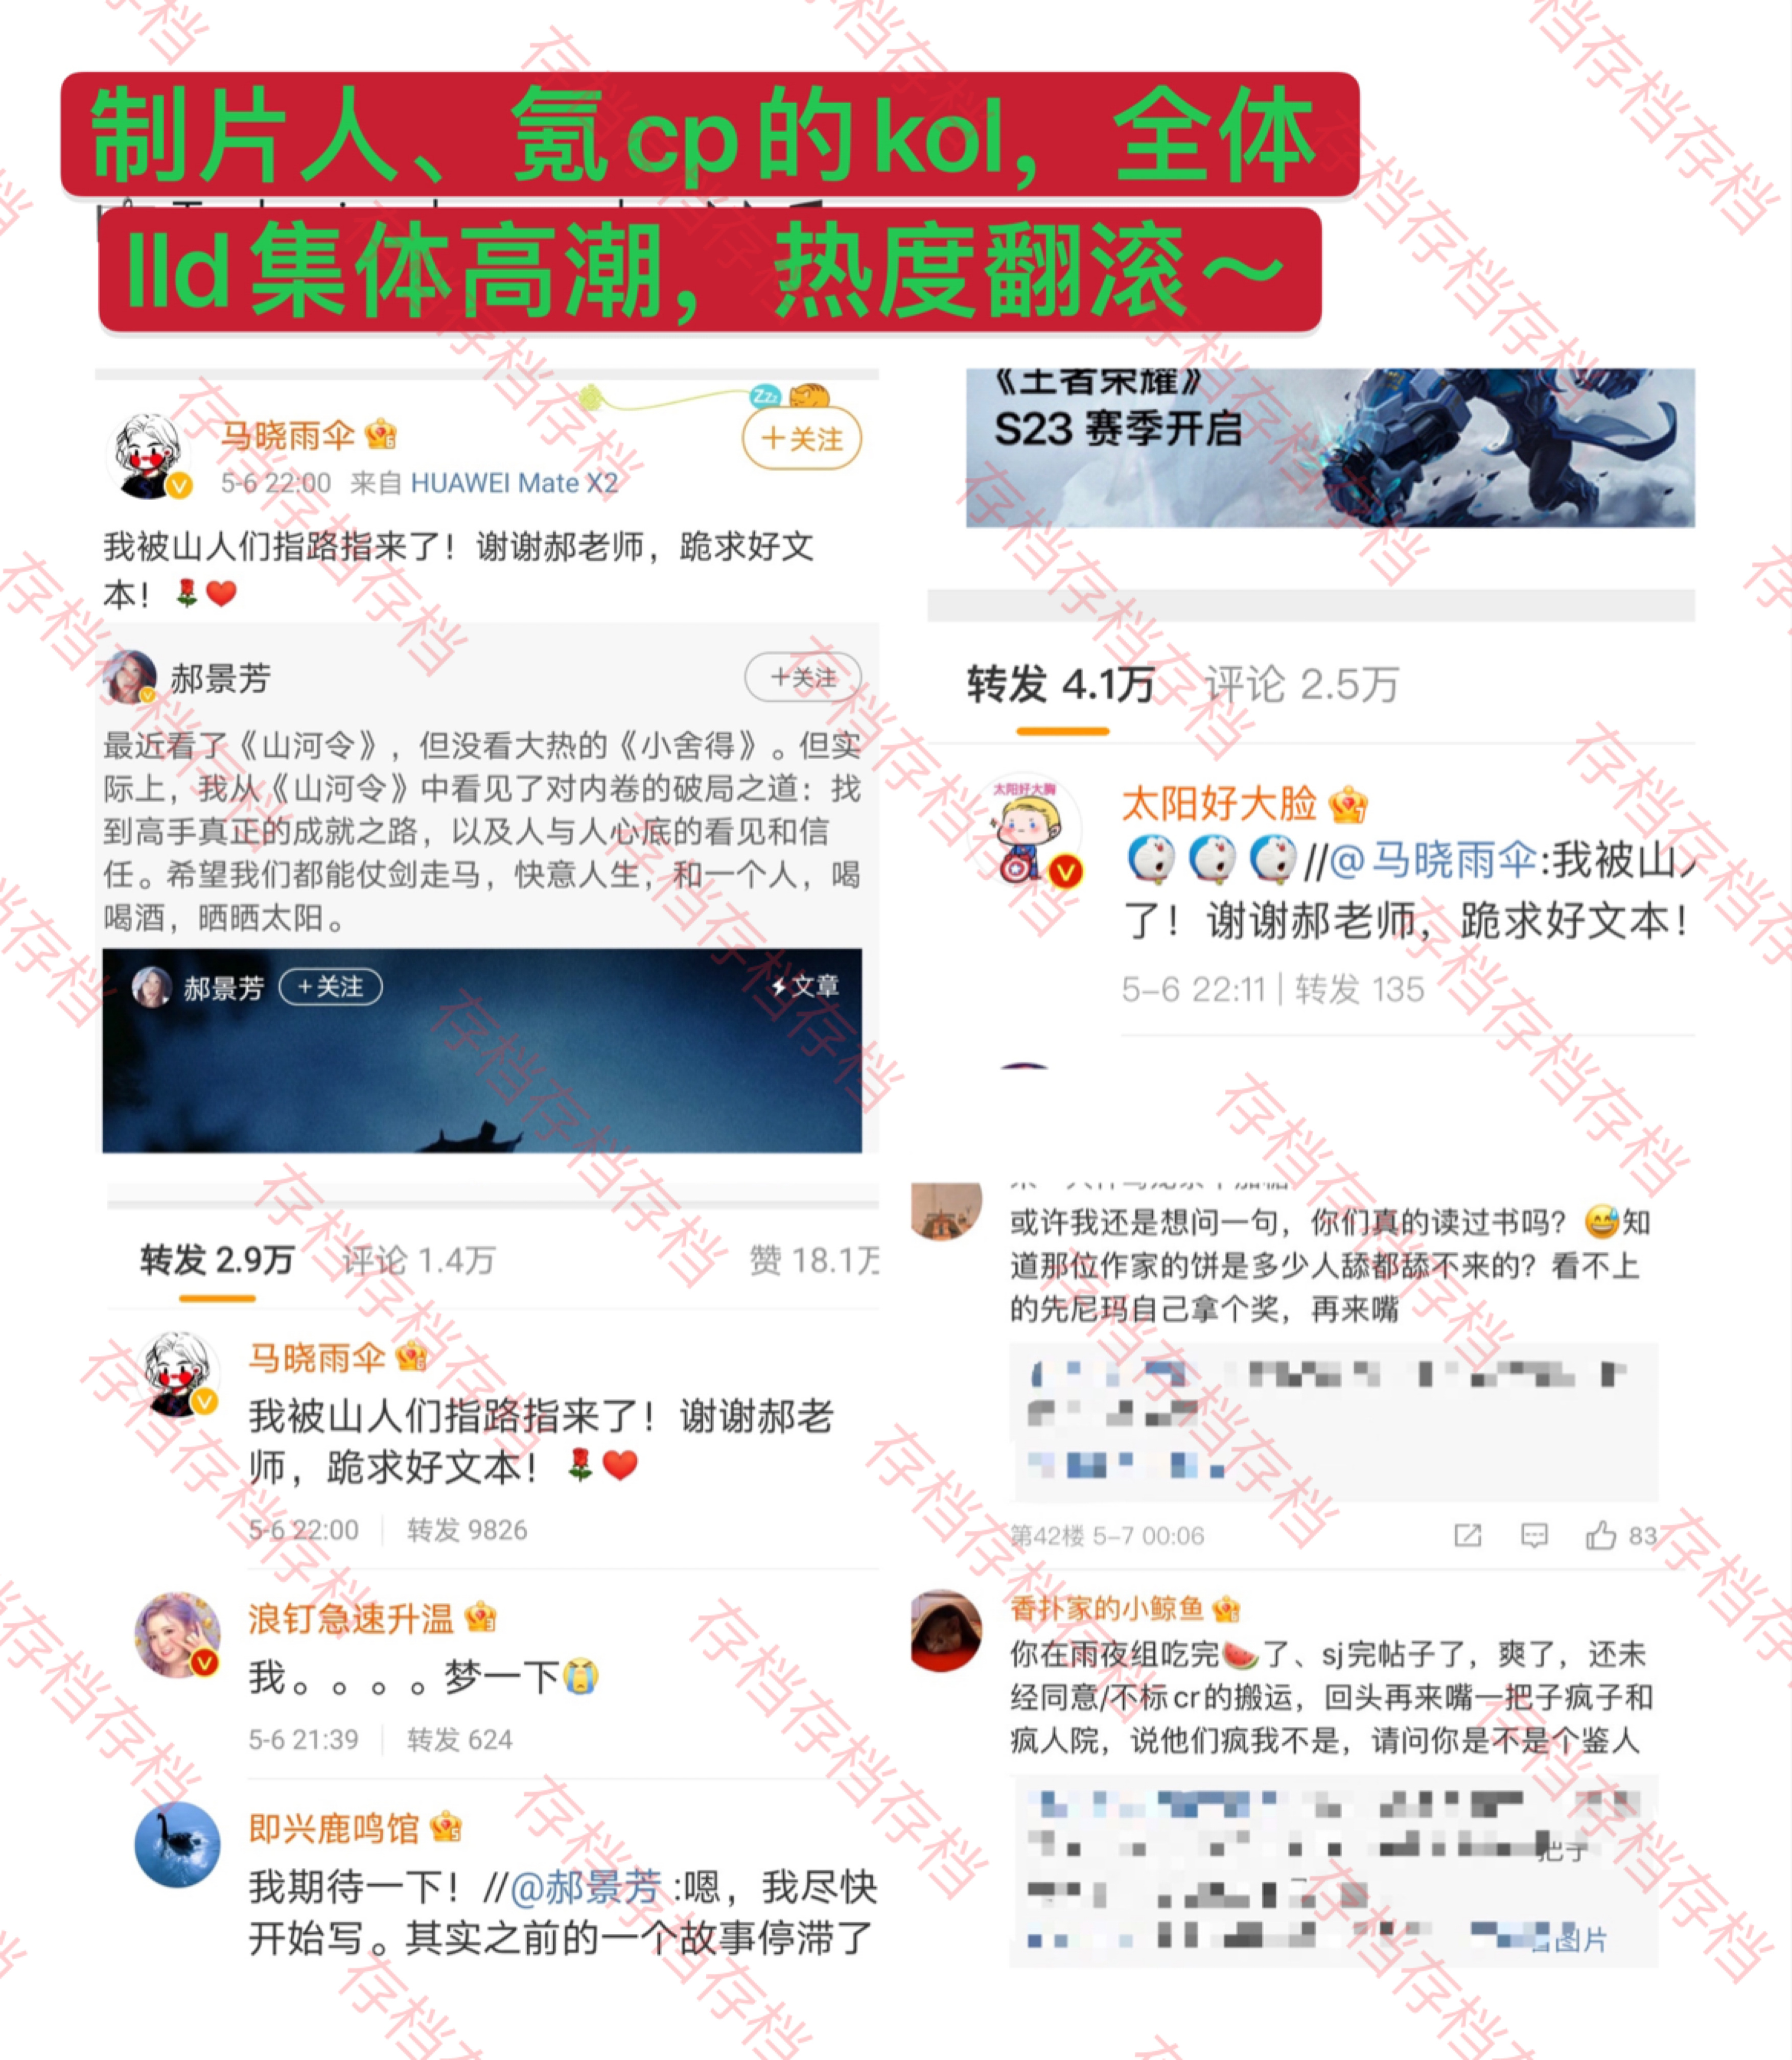 制片人、氪cp的kol，全体
lld集体高潮，热度翻滚～
马晓雨伞
5-6 22:00 来自 HUAWEI Mate X2
+关注
我被山人们指路指来了！谢谢郝老师，跪求好文
本！🌹❤️
郝景芳
+关注
最近看了《山河令》，但没看大热的《小舍得》。但实
际上，我从《山河令》中看见了对内卷的破局之道：找
到高手真正的成就之路，以及人与人心底的看见和信
任。希望我们都能仗剑走马，快意人生，和一个人，喝
喝酒，晒晒太阳。
郝景芳 +关注 文章
转发 2.9万 评论 1.4万 赞 18.1万
马晓雨伞
我被山人们指路指来了！谢谢郝老
师，跪求好文本！🌹❤️
5-6 22:00 转发 9826
浪钉急速升温
我。。。。梦一下😭
5-6 21:39 转发 624
即兴鹿鸣馆
我期待一下！//@郝景芳:嗯，我尽快
开始写。其实之前的一个故事停滞了
《王者荣耀》
S23 赛季开启
转发 4.1万 评论 2.5万
太阳好大胸
太阳好大脸
//@马晓雨伞:我被山人
了！谢谢郝老师，跪求好文本！
5-6 22:11 | 转发 135
或许我还是想问一句，你们真的读过书吗？😅知
道那位作家的饼是多少人舔都舔不来的？看不上
的先尼玛自己拿个奖，再来嘴
第42楼 5-7 00:06 83
香扑家的小鲸鱼
你在雨夜组吃完🍉了、sj完帖子了，爽了，还未
经同意/不标cr的搬运，回头再来嘴一把子疯子和
疯人院，说他们疯我不是，请问你是不是个鉴人
把子
图片
存档存档存档存档